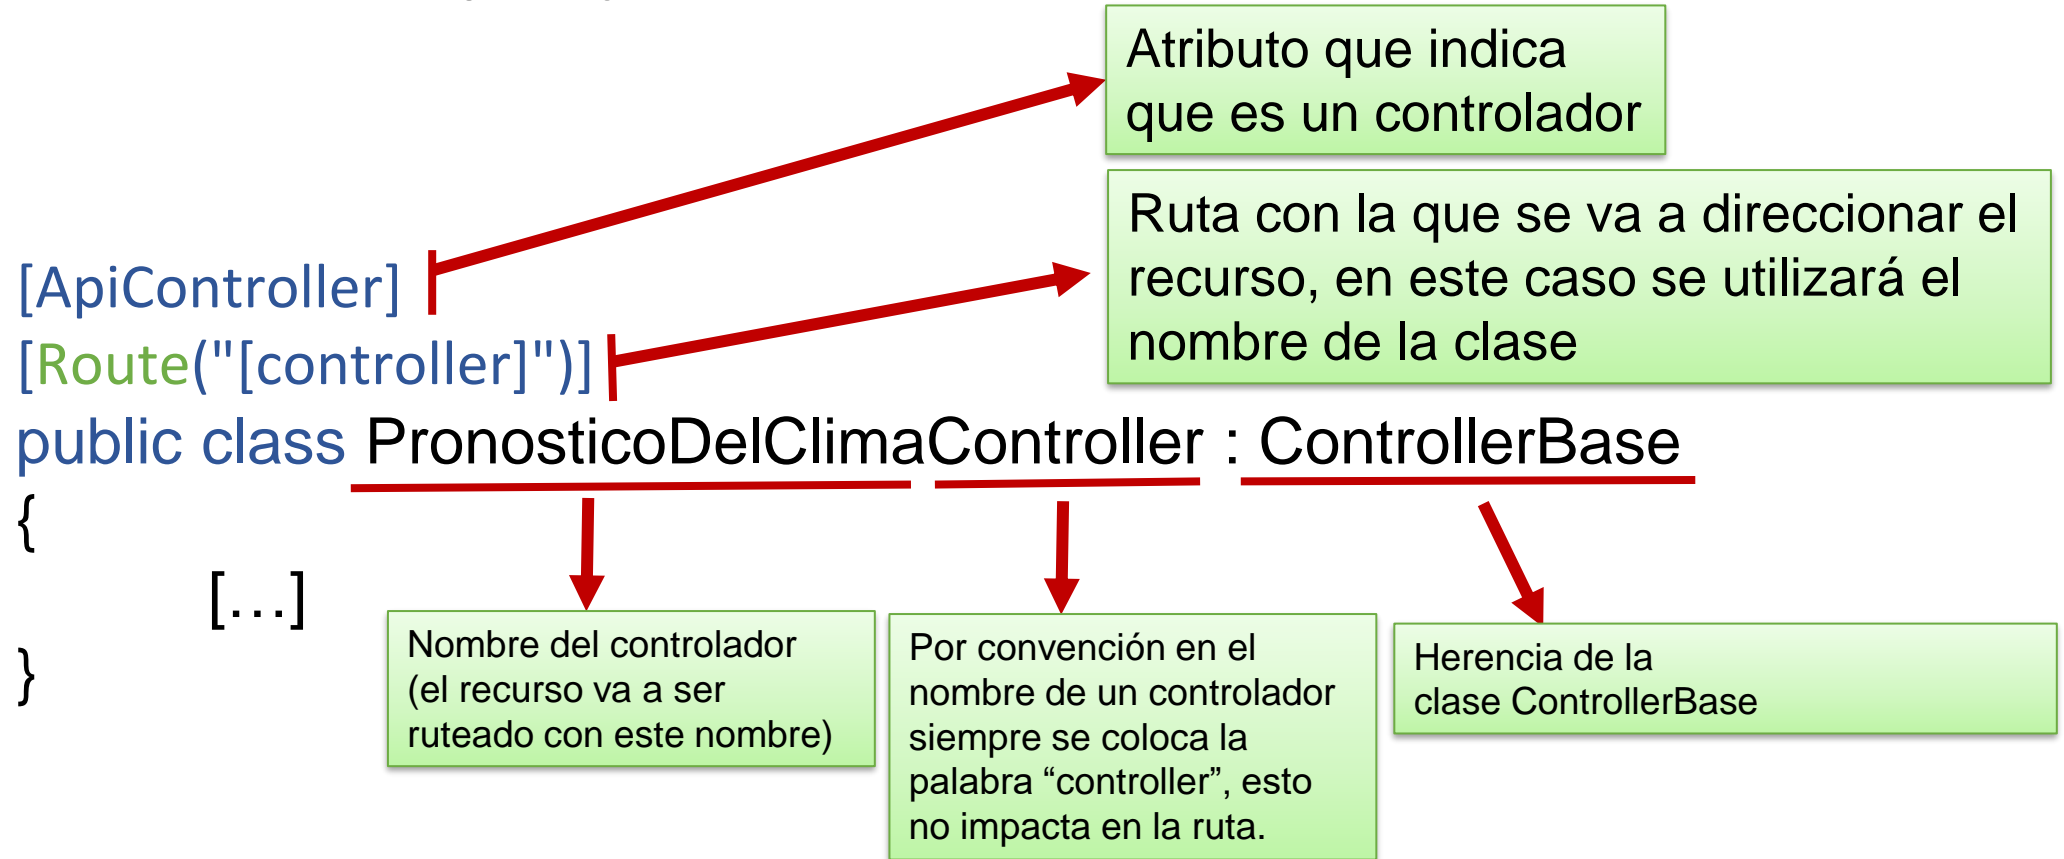 Atributo que indica
que es un controlador
Ruta con la que se va a direccionar el
recurso, en este caso se utilizará el
nombre de la clase
[ApiController]
[Route("[controller]")]
public class PronosticoDelClimaController : ControllerBase
{
[…]
}
Nombre del controlador
(el recurso va a ser
ruteado con este nombre)
Por convención en el
nombre de un controlador
siempre se coloca la
palabra “controller”, esto
no impacta en la ruta.
Herencia de la
clase ControllerBase